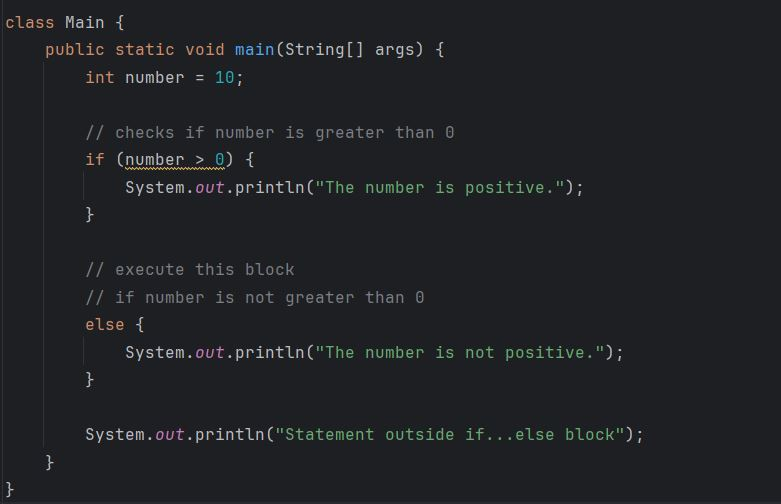 class Main {
    public static void main(String[] args) {
        int number = 10;

        // checks if number is greater than 0
        if (number > 0) {
            System.out.println("The number is positive.");
        }

        // execute this block
        // if number is not greater than 0
        else {
            System.out.println("The number is not positive.");
        }

        System.out.println("Statement outside if...else block");
    }
}